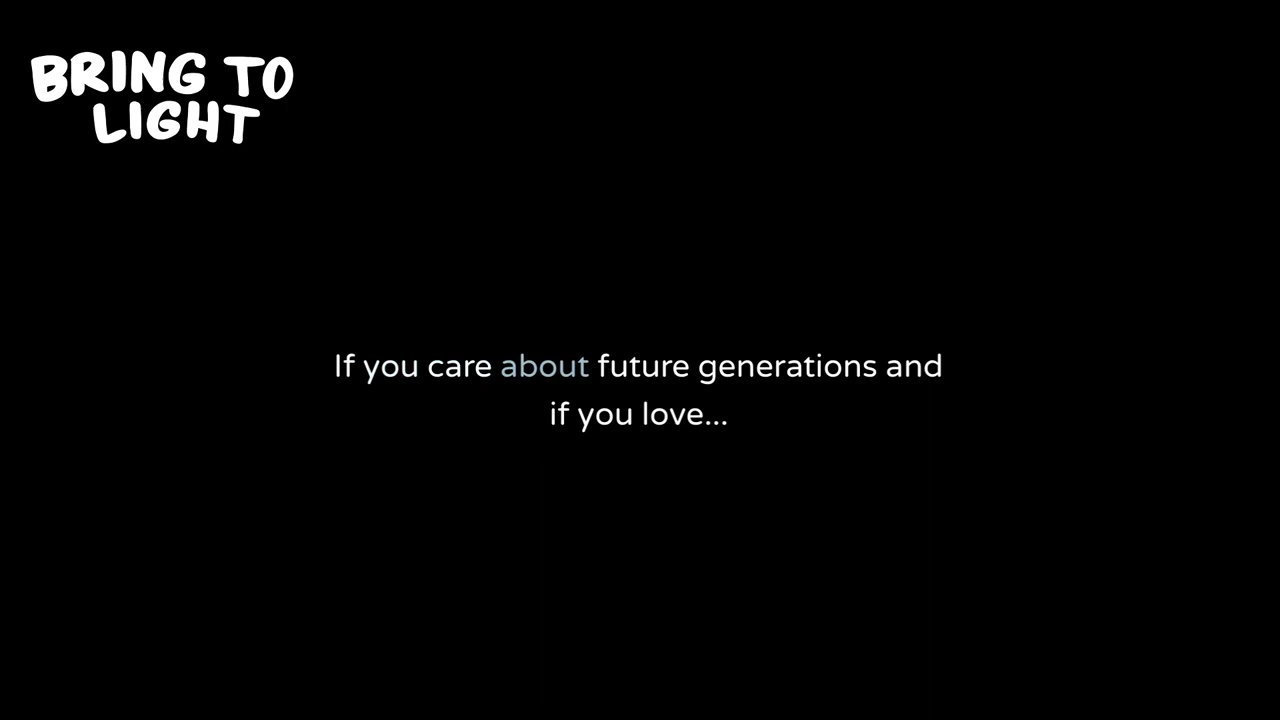 BRING TO
LIGHT
If you care about future generations and
if you love...